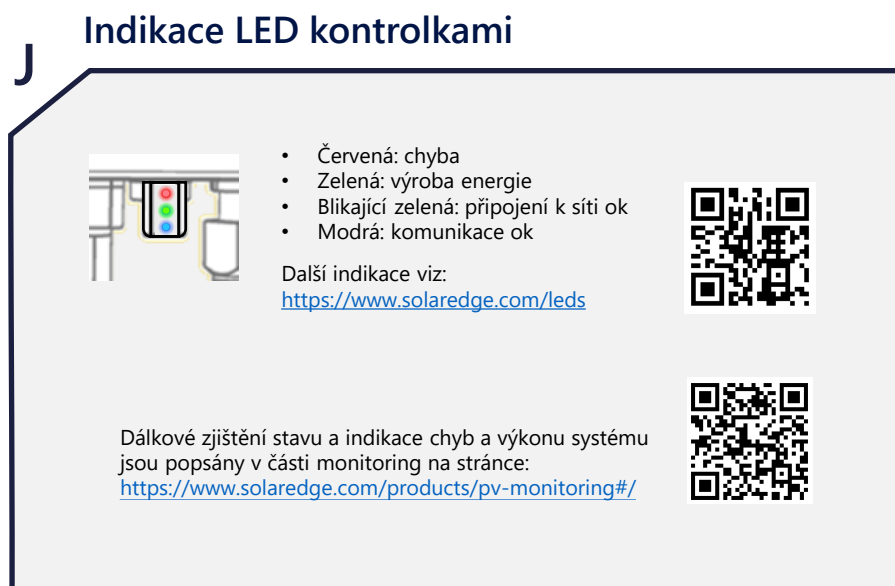 Indikace LED kontrolkami
J
• Červená: chyba
• Zelená: výroba energie
• Blikající zelená: připojení k síti ok
• Modrá: komunikace ok
Další indikace viz:
https://www.solaredge.com/leds
Dálkové zjištění stavu a indikace chyb a výkonu systému
jsou popsány v části monitoring na stránce:
https://www.solaredge.com/products/pv-monitoring#/